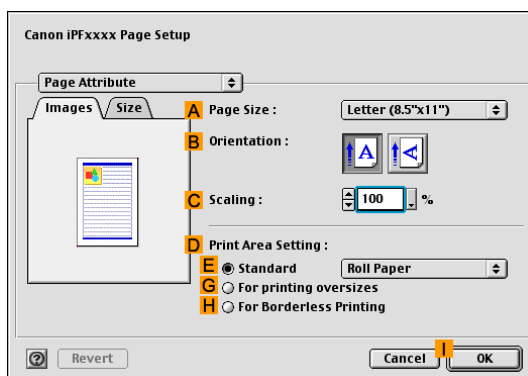 Canon iPFxxxx Page Setup
Page Attribute
Images Size
A Page Size : Letter (8.5"x11")
B Orientation : A A
C Scaling : 100 %
D Print Area Setting :
E Standard Roll Paper
G For printing oversizes
H For Borderless Printing
I
? Revert Cancel OK